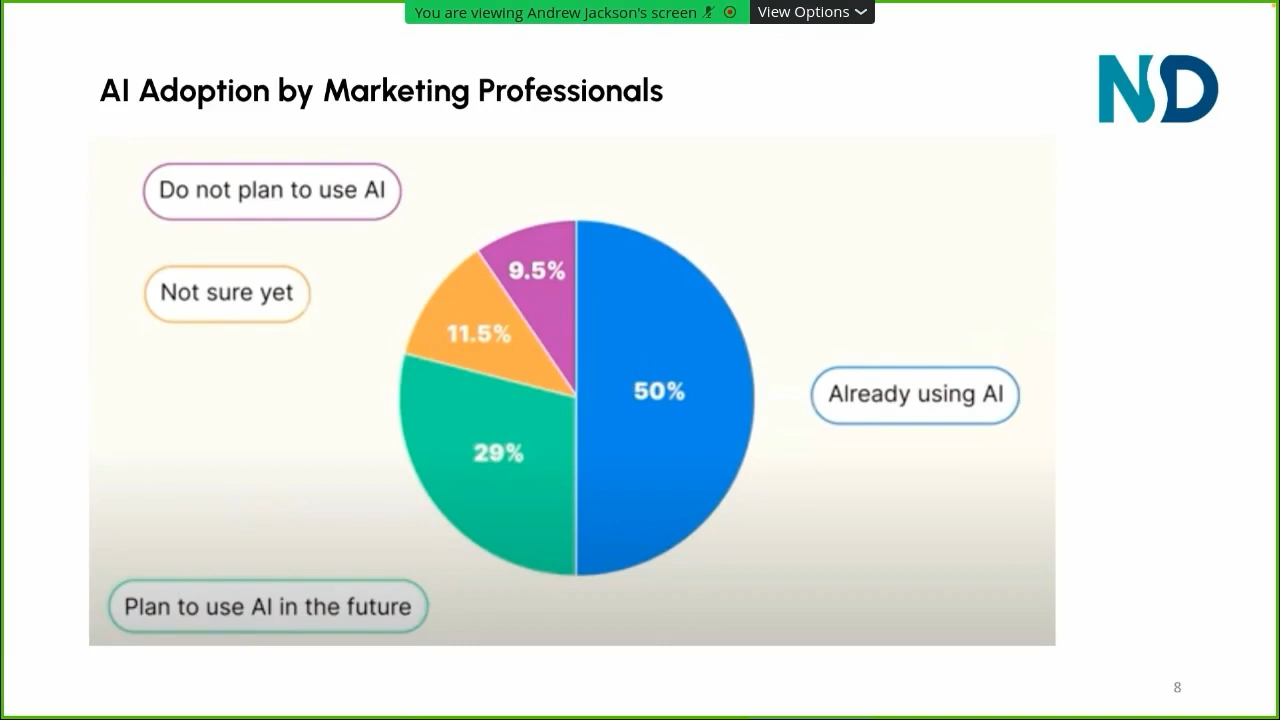 You are viewing Andrew Jackson's screen View Options
AI Adoption by Marketing Professionals
ND
Do not plan to use AI
Not sure yet
9.5%
11.5%
50%
Already using AI
29%
Plan to use AI in the future
8